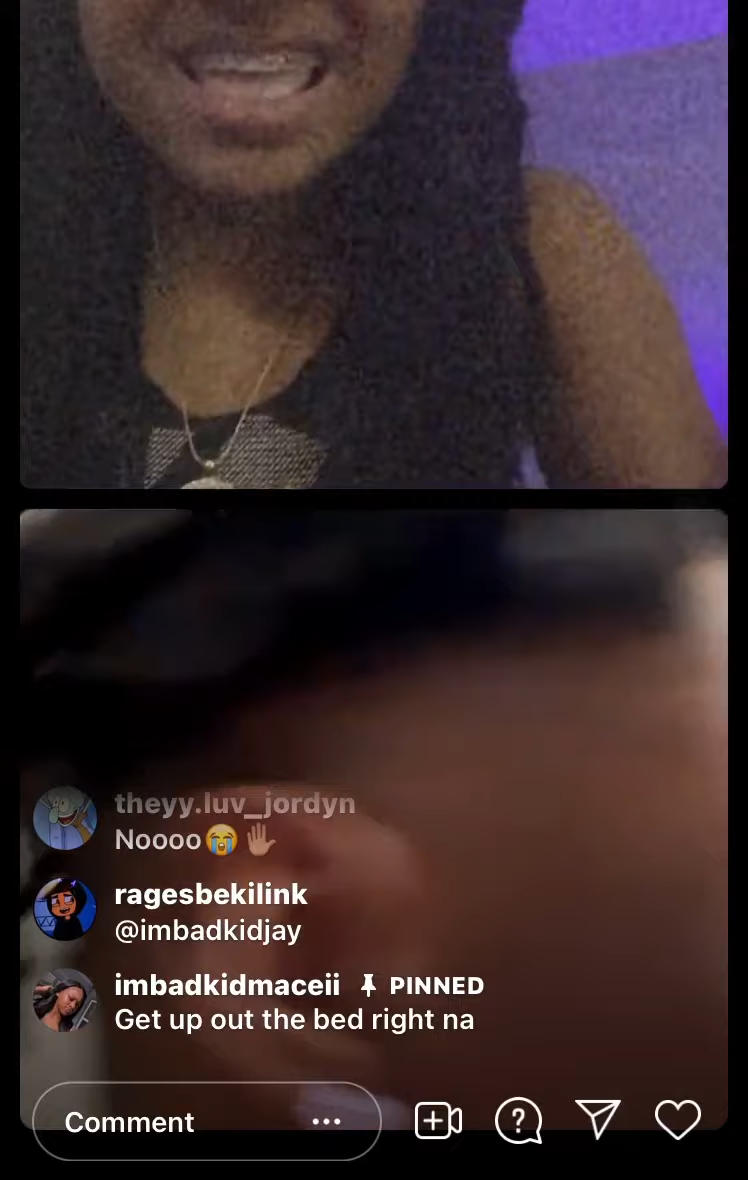 theyy.luv_jordyn
Noooo😭🤚🏽
ragesbekilink
@imbadkidjay
imbadkidmaceii 📌 PINNED
Get up out the bed right na
Comment ...